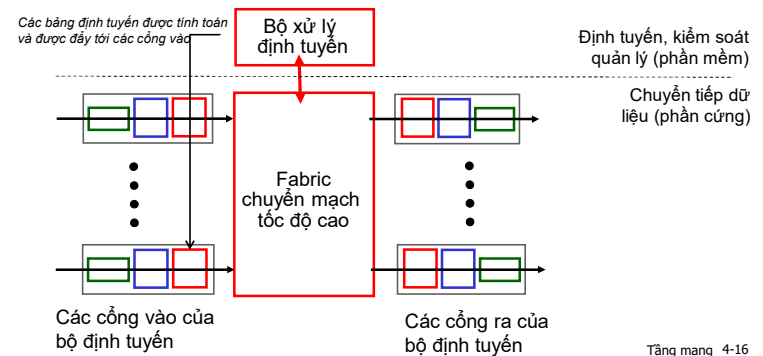 Các bảng định tuyến được tính toán
và được đẩy tới các cổng vào
Bộ xử lý
định tuyến
Định tuyến, kiểm soát
quản lý (phần mềm)
Chuyển tiếp dữ
liệu (phần cứng)
Fabric
chuyển mạch
tốc độ cao
Các cổng vào của
bộ định tuyến
Các cổng ra của
bộ định tuyến
Tầng mạng 4-16